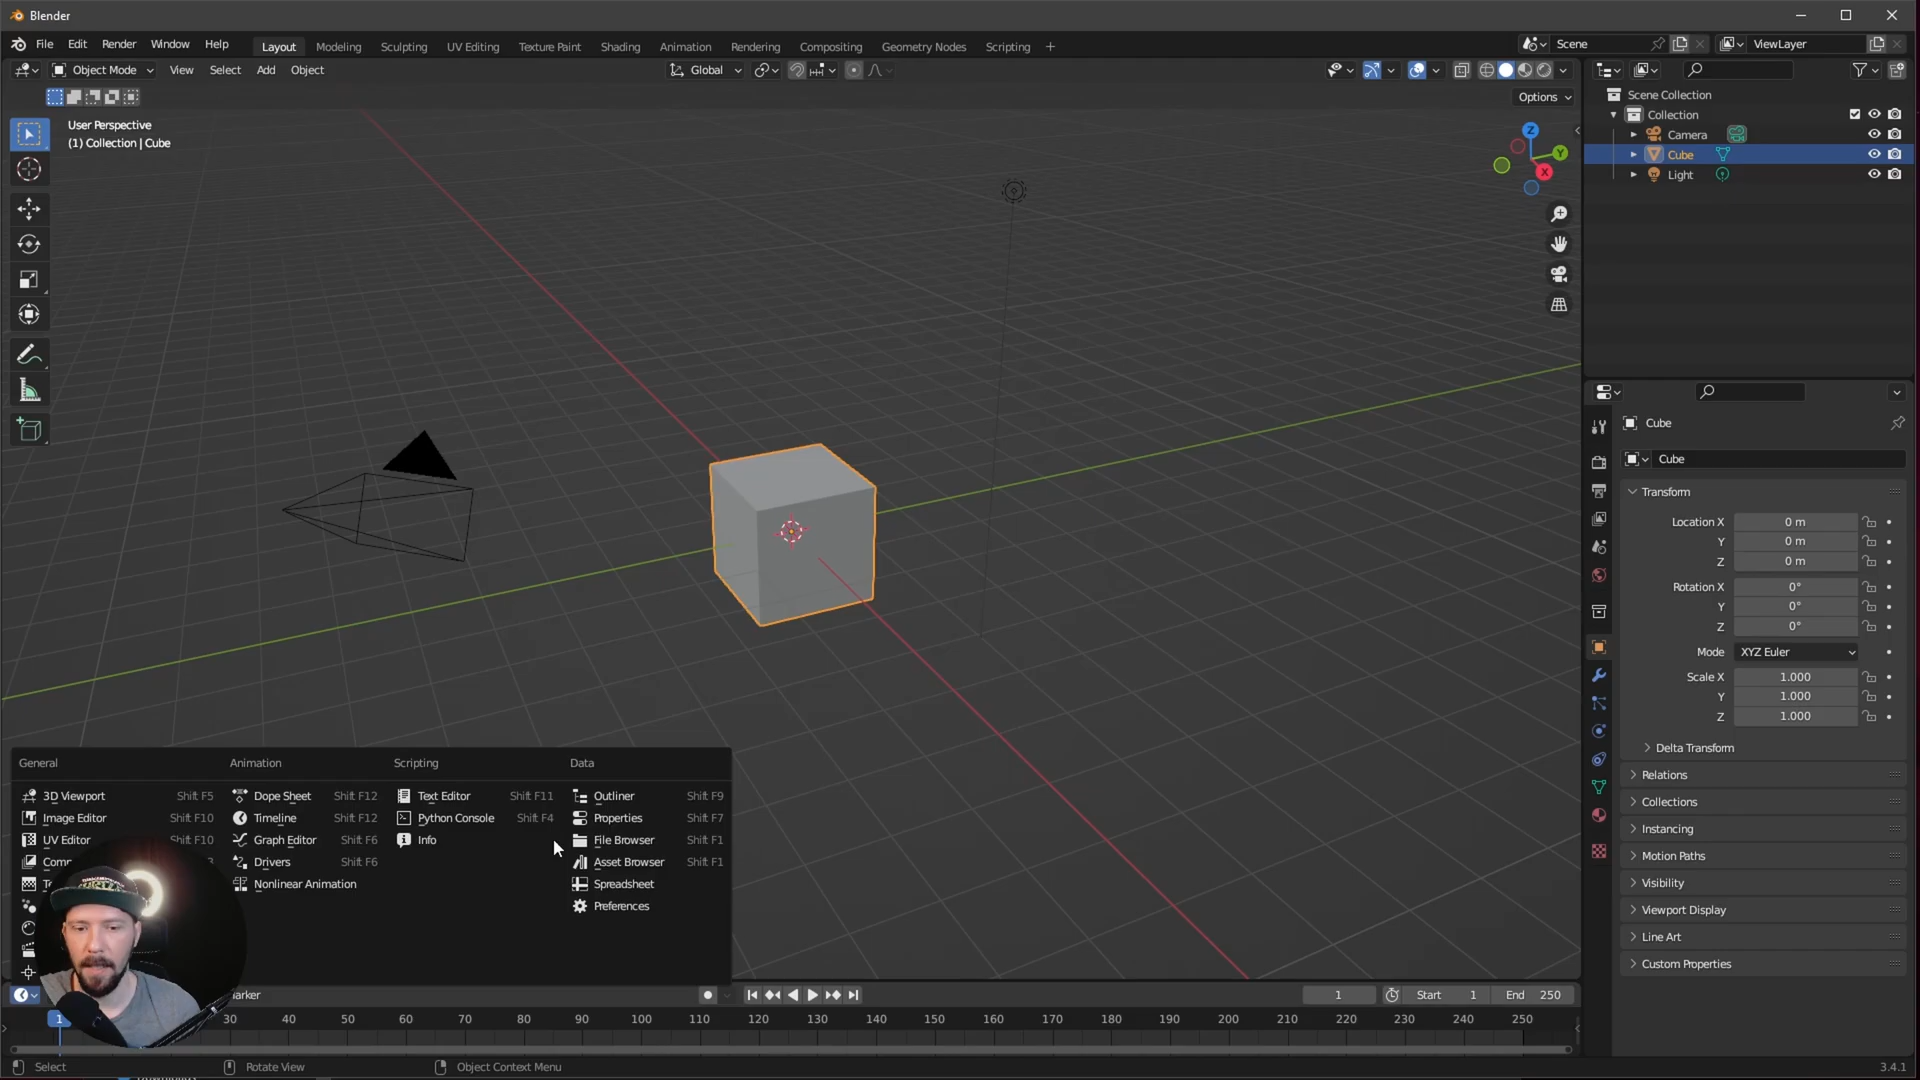 Blender
File Edit Render Window Help Layout Modeling Sculpting UV Editing Texture Paint Shading Animation Rendering Compositing Geometry Nodes Scripting + Scene ViewLayer
Object Mode View Select Add Object Global
Options
User Perspective
(1) Collection | Cube
Z
Y
X
Scene Collection
Collection
Camera
Cube
Light
Cube
Cube
Transform
Location X 0 m
Y 0 m
Z 0 m
Rotation X 0°
Y 0°
Z 0°
Mode XYZ Euler
Scale X 1.000
Y 1.000
Z 1.000
Delta Transform
Relations
Collections
Instancing
Motion Paths
Visibility
Viewport Display
Line Art
Custom Properties
General Animation Scripting Data
3D Viewport Shift F5 Dope Sheet Shift F12 Text Editor Shift F11 Outliner Shift F9
Image Editor Shift F10 Timeline Shift F12 Python Console Shift F4 Properties Shift F7
UV Editor Shift F10 Graph Editor Shift F6 Info File Browser Shift F1
Drivers Shift F6 Asset Browser Shift F1
Nonlinear Animation Spreadsheet
Preferences
1 Start 1 End 250
1 30 40 50 60 70 80 90 100 110 120 130 140 150 160 170 180 190 200 210 220 230 240 250
Select Rotate View Object Context Menu 3.4.1